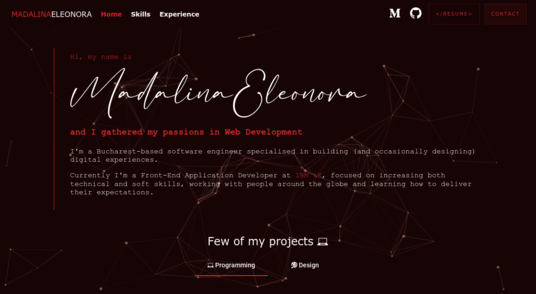 MADALINAELEONORA Home Skills Experience </RESUME> CONTACT
Hi, my name is
MadalinaEleonora
and I gathered my passions in Web Development
I'm a Bucharest-based software engineer specialised in building (and occasionally designing)
digital experiences.
Currently I'm a Front-End Application Developer at IBM UK, focused on increasing both
technical and soft skills, working with people around the globe and learning how to deliver
their expectations.
Few of my projects
Programming Design